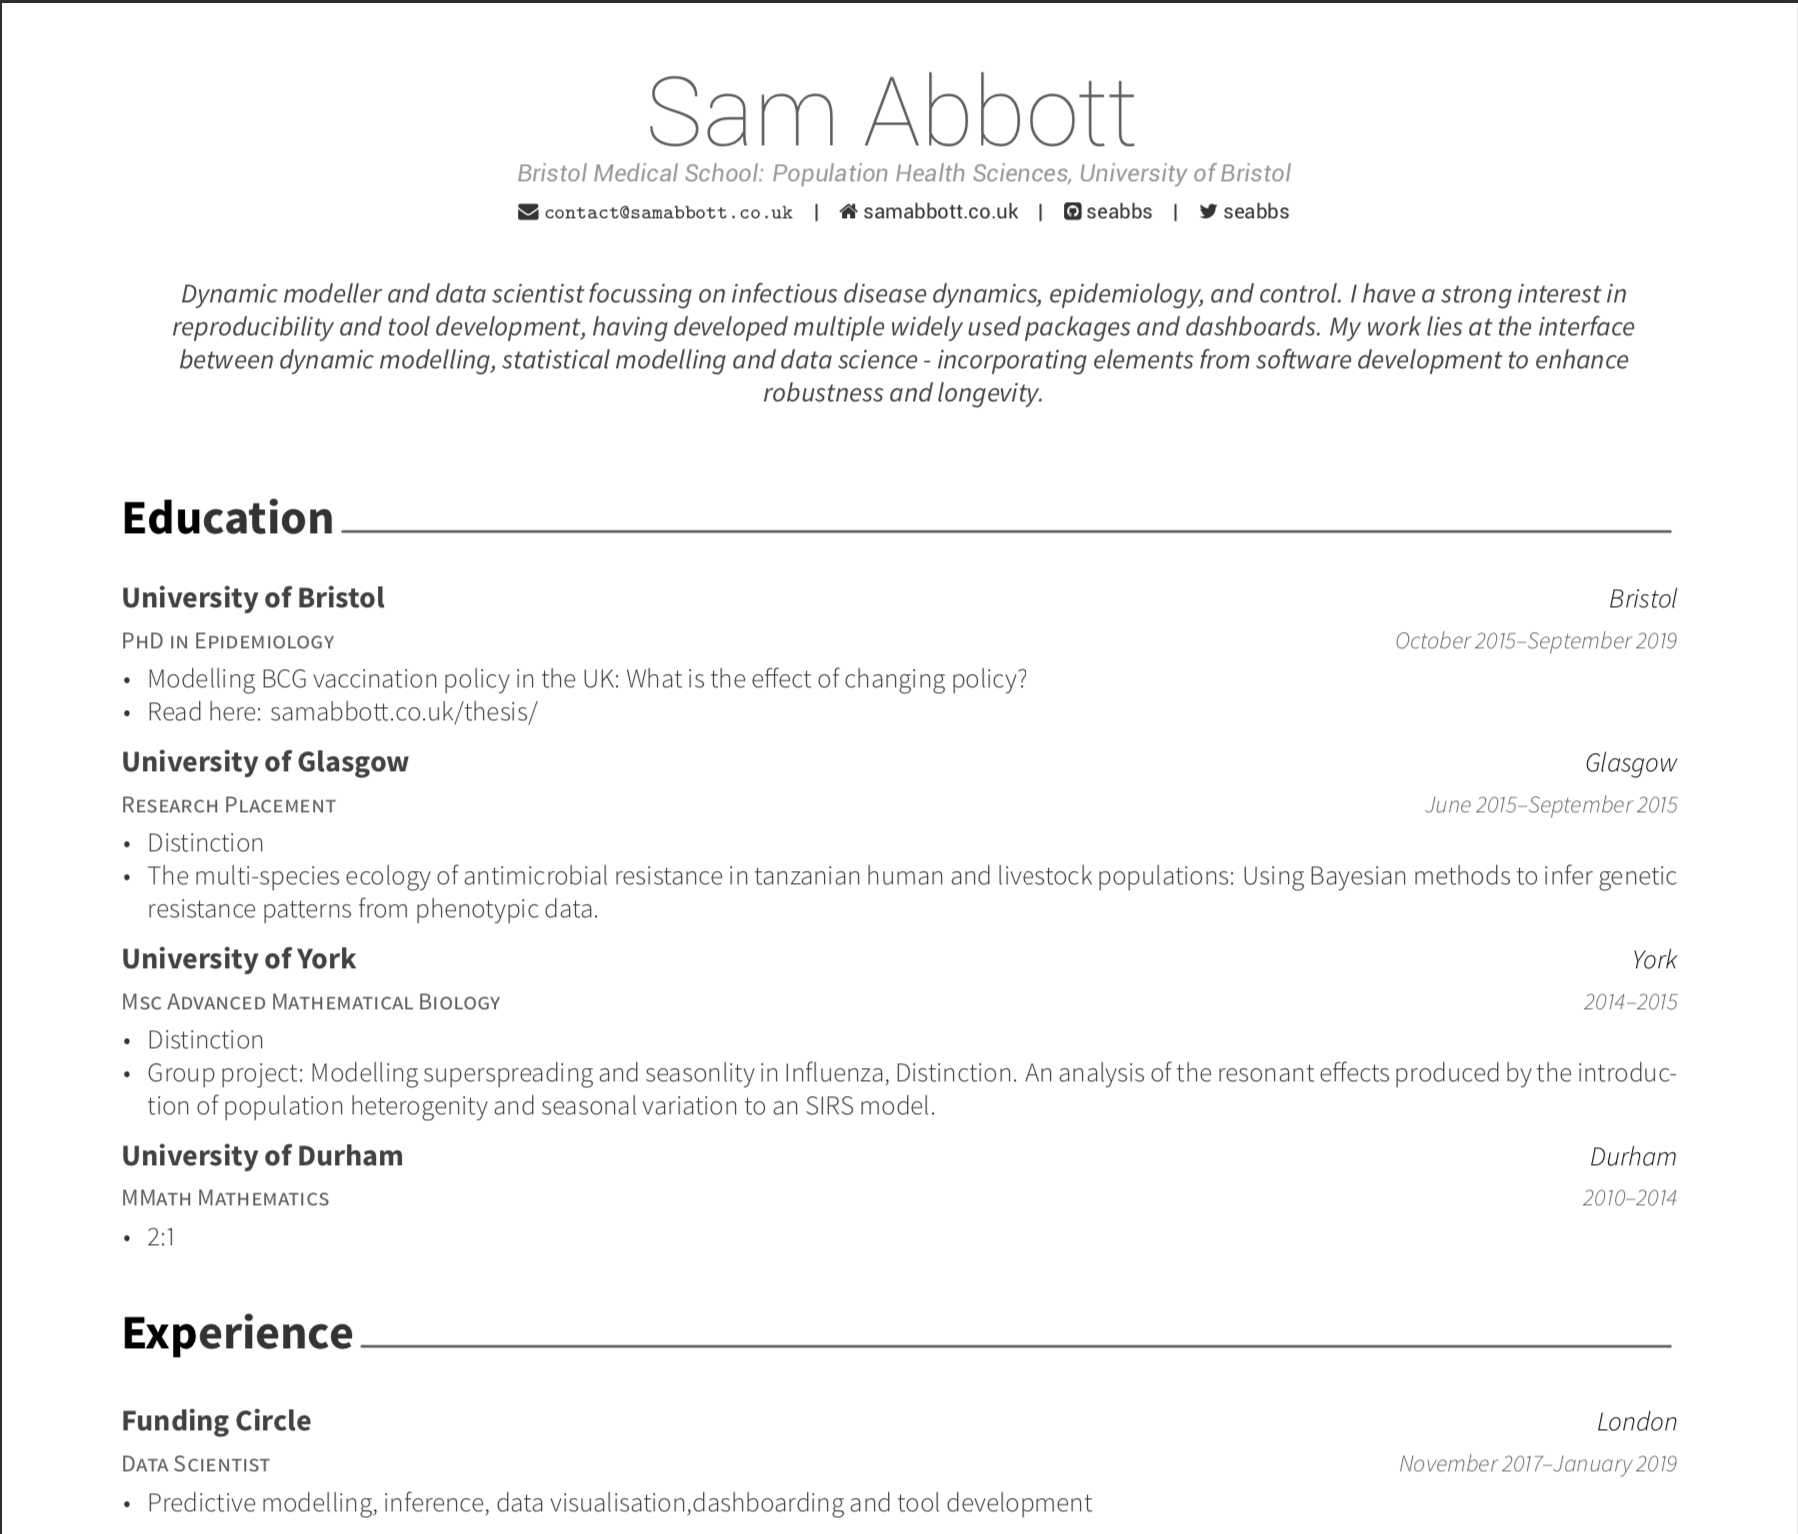 Sam Abbott
Bristol Medical School: Population Health Sciences, University of Bristol
contact@samabbott.co.uk | samabbott.co.uk | seabbs | seabbs
Dynamic modeller and data scientist focussing on infectious disease dynamics, epidemiology, and control. I have a strong interest in
reproducibility and tool development, having developed multiple widely used packages and dashboards. My work lies at the interface
between dynamic modelling, statistical modelling and data science - incorporating elements from software development to enhance
robustness and longevity.
Education
University of Bristol Bristol
PhD in Epidemiology October 2015–September 2019
• Modelling BCG vaccination policy in the UK: What is the effect of changing policy?
• Read here: samabbott.co.uk/thesis/
University of Glasgow Glasgow
Research Placement June 2015–September 2015
• Distinction
• The multi-species ecology of antimicrobial resistance in tanzanian human and livestock populations: Using Bayesian methods to infer genetic
resistance patterns from phenotypic data.
University of York York
Msc Advanced Mathematical Biology 2014–2015
• Distinction
• Group project: Modelling superspreading and seasonlity in Influenza, Distinction. An analysis of the resonant effects produced by the introduc-
tion of population heterogenity and seasonal variation to an SIRS model.
University of Durham Durham
MMath Mathematics 2010–2014
• 2:1
Experience
Funding Circle London
Data Scientist November 2017–January 2019
• Predictive modelling, inference, data visualisation,dashboarding and tool development